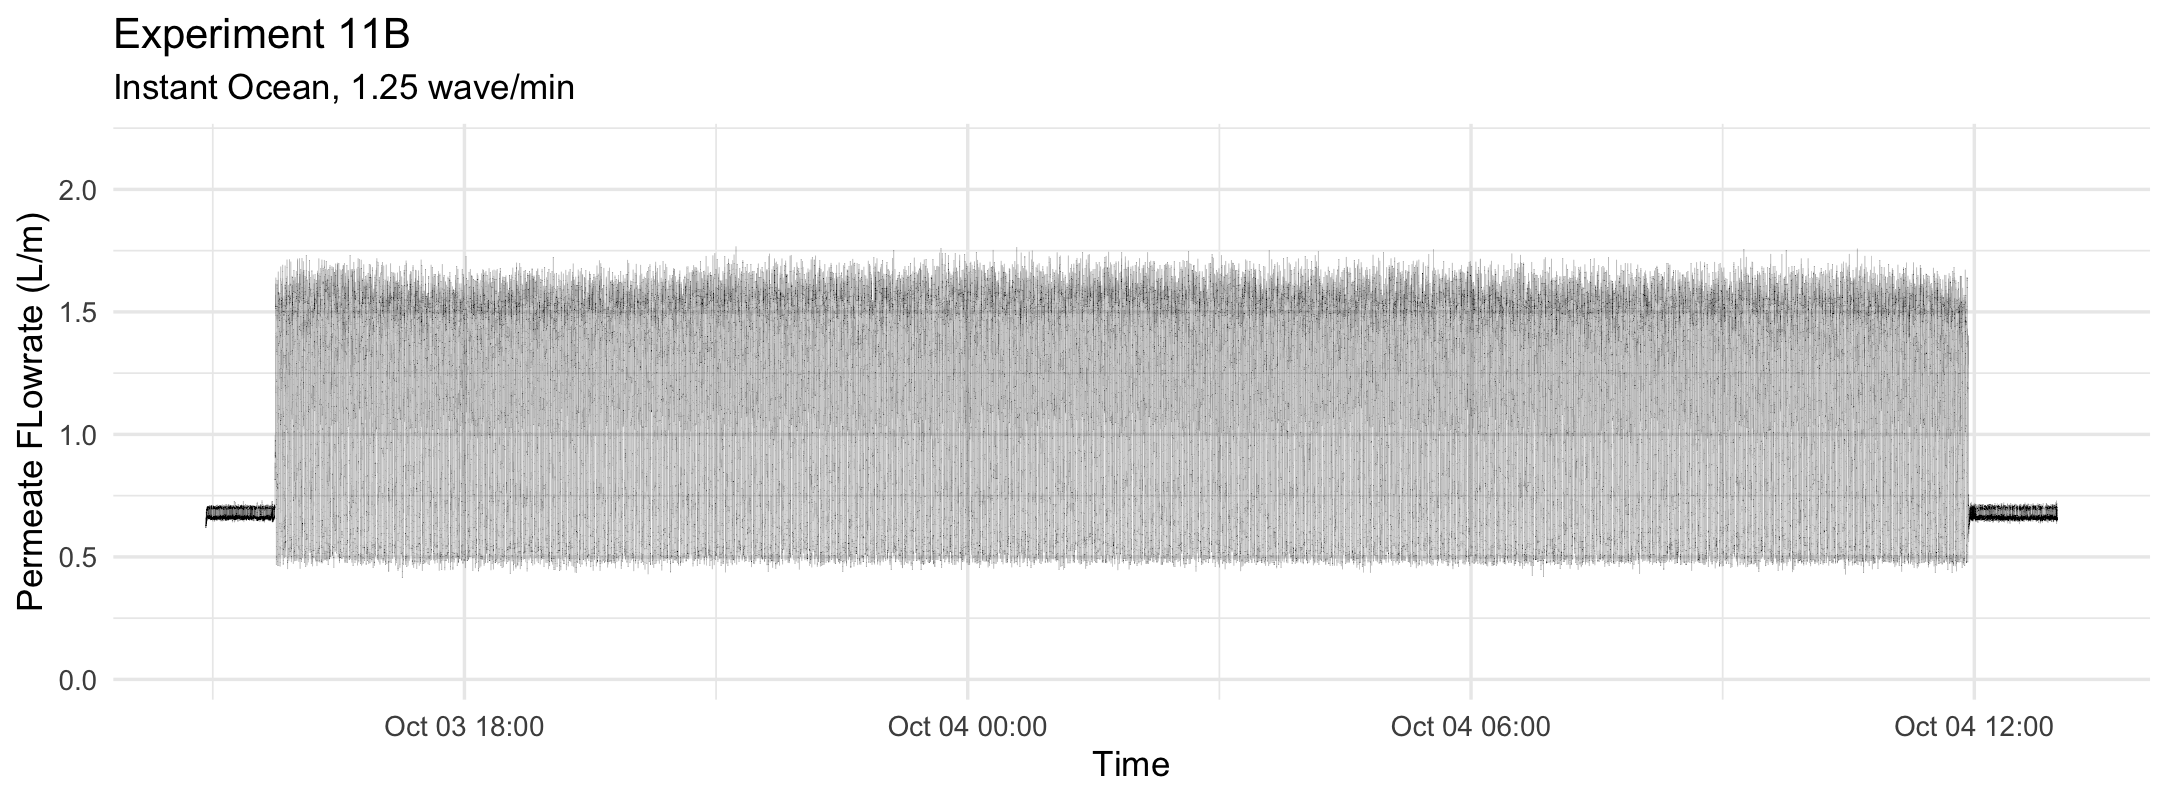 Experiment 11B
Instant Ocean, 1.25 wave/min
Permeate FLowrate (L/m)
2.0
1.5
1.0
0.5
0.0
Oct 03 18:00
Oct 04 00:00
Oct 04 06:00
Oct 04 12:00
Time